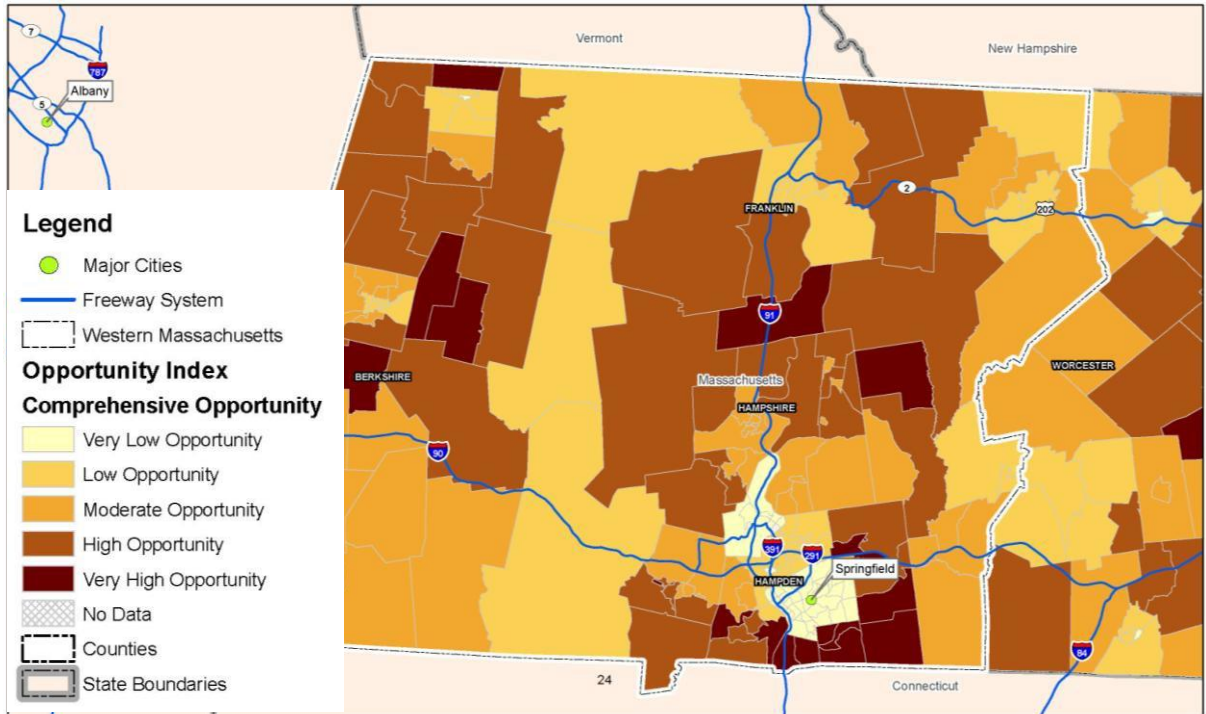 Vermont
New Hampshire
7
787
Albany
5
Legend
Major Cities
Freeway System
Western Massachusetts
Opportunity Index
Comprehensive Opportunity
Very Low Opportunity
Low Opportunity
Moderate Opportunity
High Opportunity
Very High Opportunity
No Data
Counties
State Boundaries
2
FRANKLIN
202
91
BERKSHIRE
Massachusetts
WORCESTER
HAMPSHIRE
90
391
291
Springfield
HAMPDEN
84
24
Connecticut